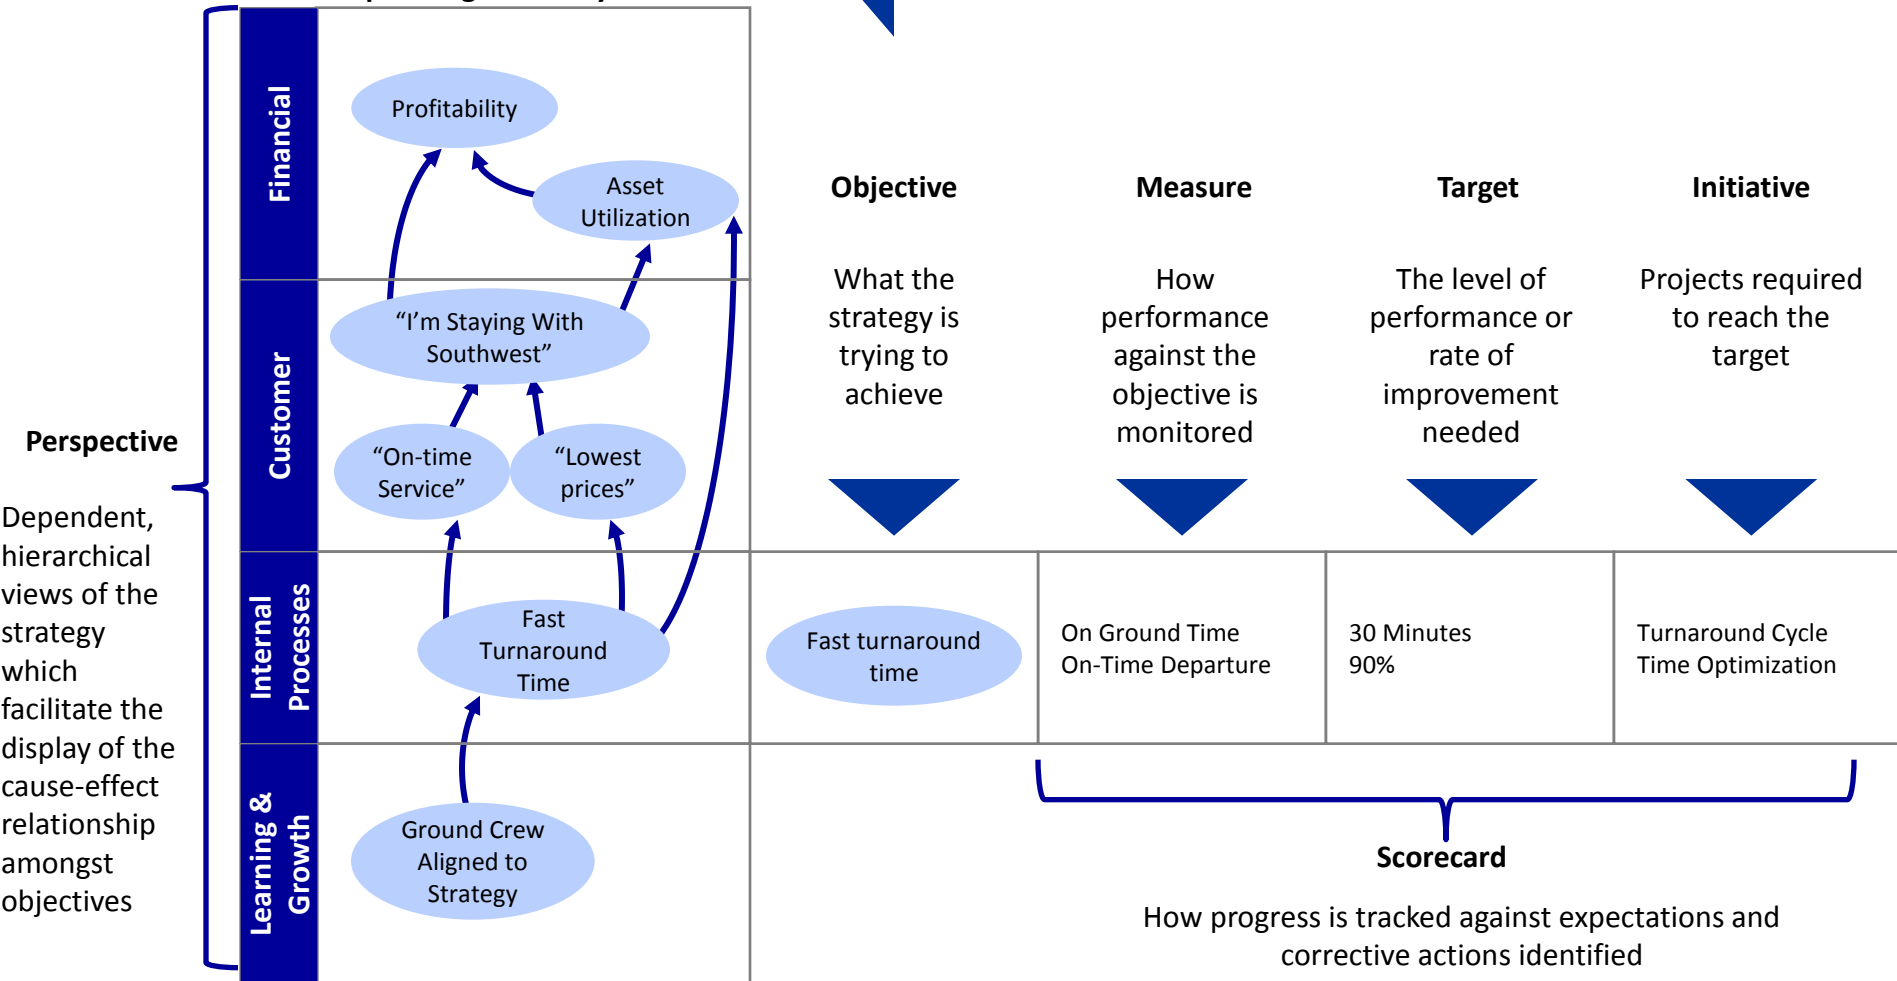 Financial
Profitability
Asset
Utilization
Objective
Measure
Target
Initiative
What the
strategy is
trying to
achieve
How
performance
against the
objective is
monitored
The level of
performance or
rate of
improvement
needed
Projects required
to reach the
target
Customer
“I’m Staying With
Southwest”
“On-time
Service”
“Lowest
prices”
Perspective
Dependent,
hierarchical
views of the
strategy
which
facilitate the
display of the
cause-effect
relationship
amongst
objectives
Internal
Processes
Fast
Turnaround
Time
Fast turnaround
time
On Ground Time
On-Time Departure
30 Minutes
90%
Turnaround Cycle
Time Optimization
Learning &
Growth
Ground Crew
Aligned to
Strategy
Scorecard
How progress is tracked against expectations and
corrective actions identified